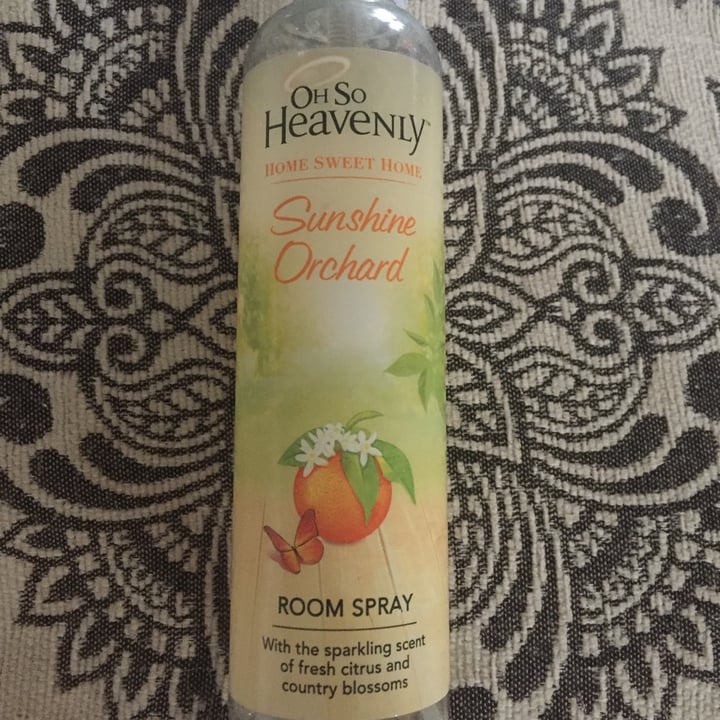 OH SO
HEAVENLY™
HOME SWEET HOME
Sunshine
Orchard
ROOM SPRAY
With the sparkling scent
of fresh citrus and
country blossoms